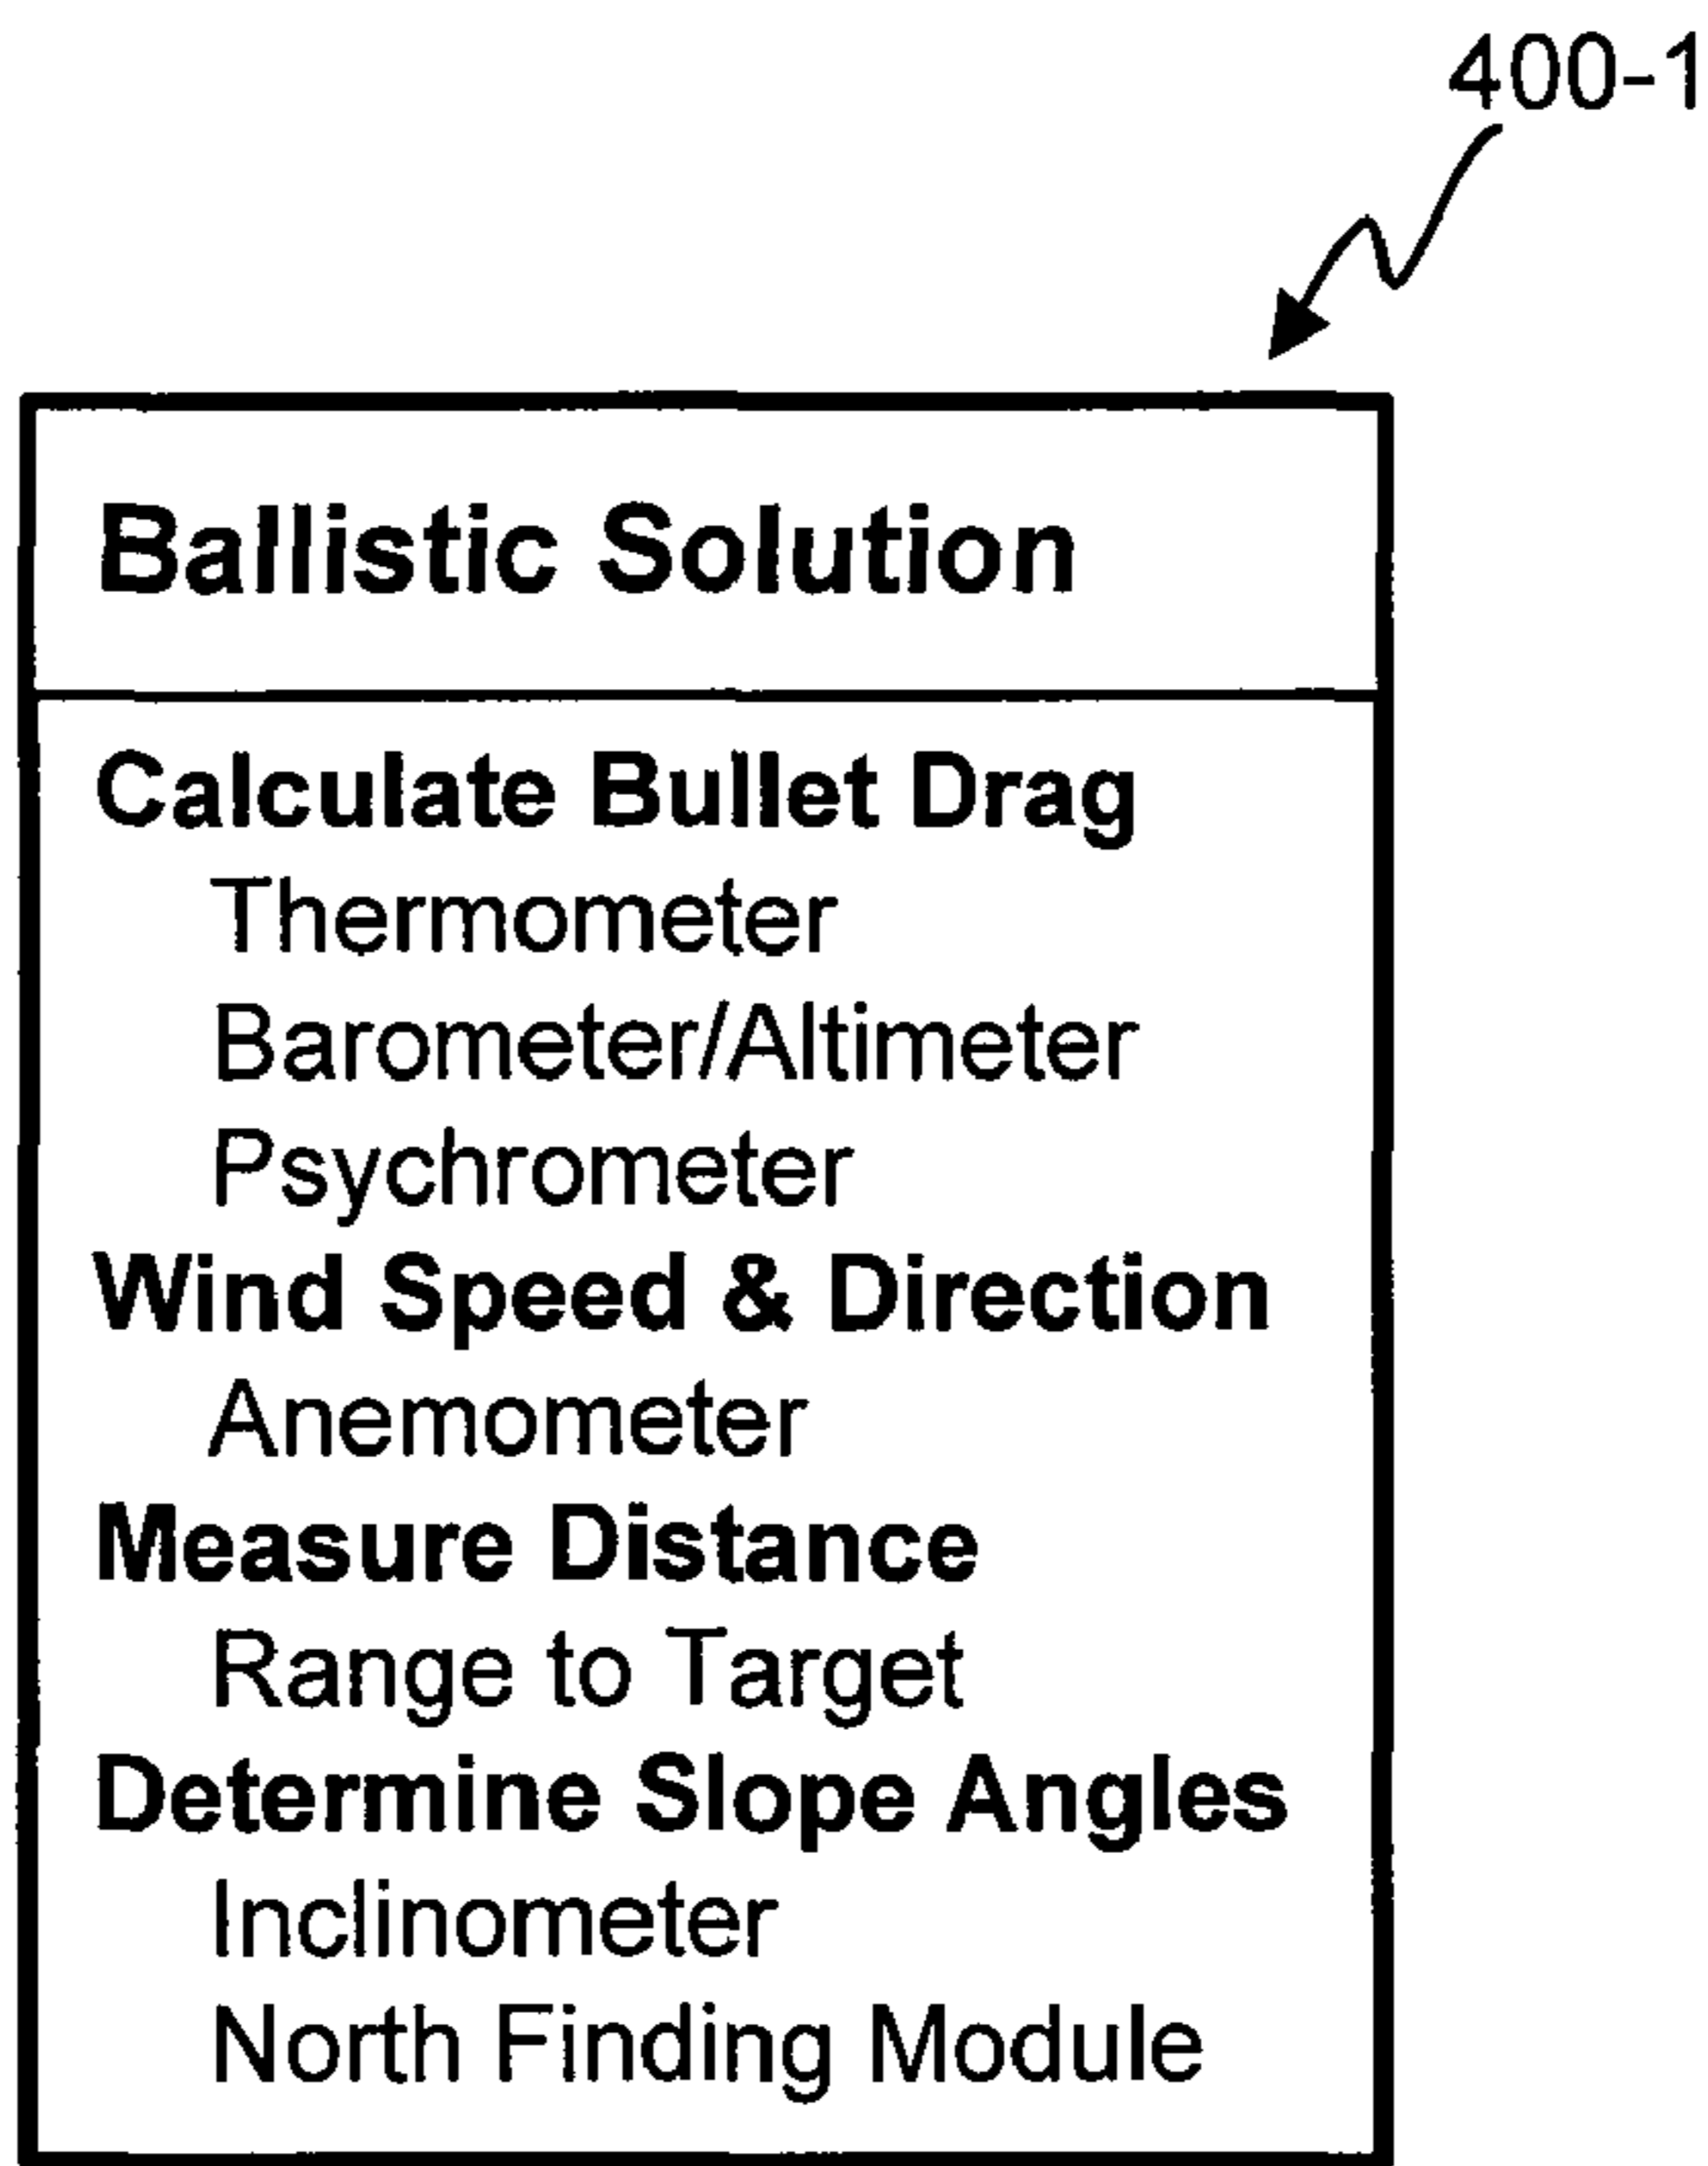 400-1
Ballistic Solution
Calculate Bullet Drag
Thermometer
Barometer/Altimeter
Psychrometer
Wind Speed & Direction
Anemometer
Measure Distance
Range to Target
Determine Slope Angles
Inclinometer
North Finding Module